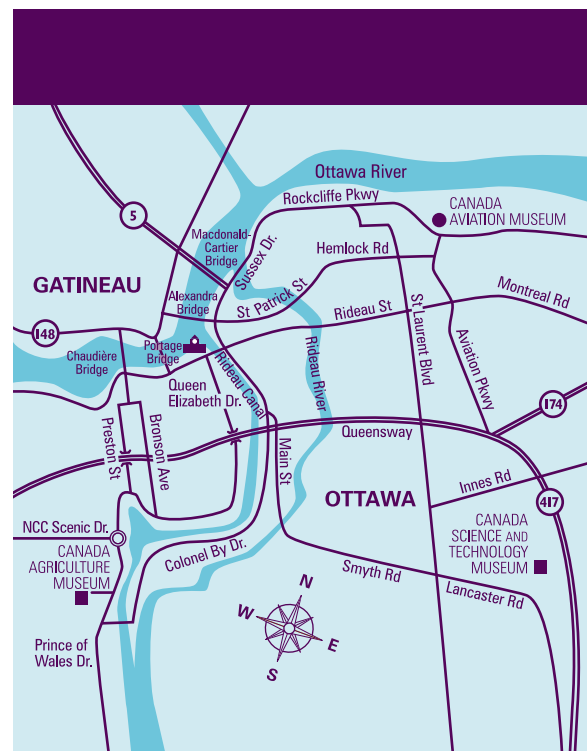 Ottawa River
Rockcliffe Pkwy
CANADA
AVIATION MUSEUM
5
Macdonald-
Cartier
Bridge
Sussex Dr.
Hemlock Rd
GATINEAU
Alexandra
Bridge
St Patrick St
Rideau St
Montreal Rd
St Laurent Blvd
148
Chaudière
Bridge
Portage
Bridge
Rideau Canal
Rideau River
Aviation Pkwy
Queen
Elizabeth Dr.
174
Preston St
Bronson Ave
Main St
Queensway
Innes Rd
417
OTTAWA
NCC Scenic Dr.
CANADA
AGRICULTURE
MUSEUM
Colonel By Dr.
CANADA
SCIENCE AND
TECHNOLOGY
MUSEUM
Smyth Rd
Lancaster Rd
N
W
E
S
Prince of
Wales Dr.